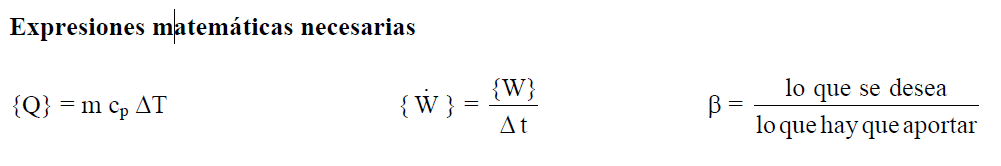 Expresiones matemáticas necesarias
{Q} = m cₚ ΔT
{ Ẇ } = {W} / Δ t
β = lo que se desea / lo que hay que aportar